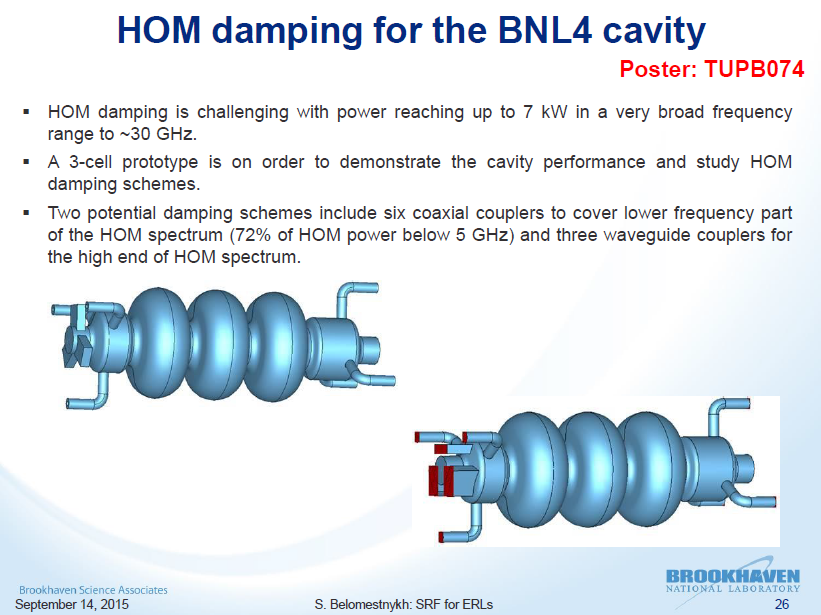 HOM damping for the BNL4 cavity
Poster: TUPB074
▪ HOM damping is challenging with power reaching up to 7 kW in a very broad frequency
range to ~30 GHz.
▪ A 3-cell prototype is on order to demonstrate the cavity performance and study HOM
damping schemes.
▪ Two potential damping schemes include six coaxial couplers to cover lower frequency part
of the HOM spectrum (72% of HOM power below 5 GHz) and three waveguide couplers for
the high end of HOM spectrum.
Brookhaven Science Associates
September 14, 2015
S. Belomestnykh: SRF for ERLs
BROOKHAVEN
NATIONAL LABORATORY
26